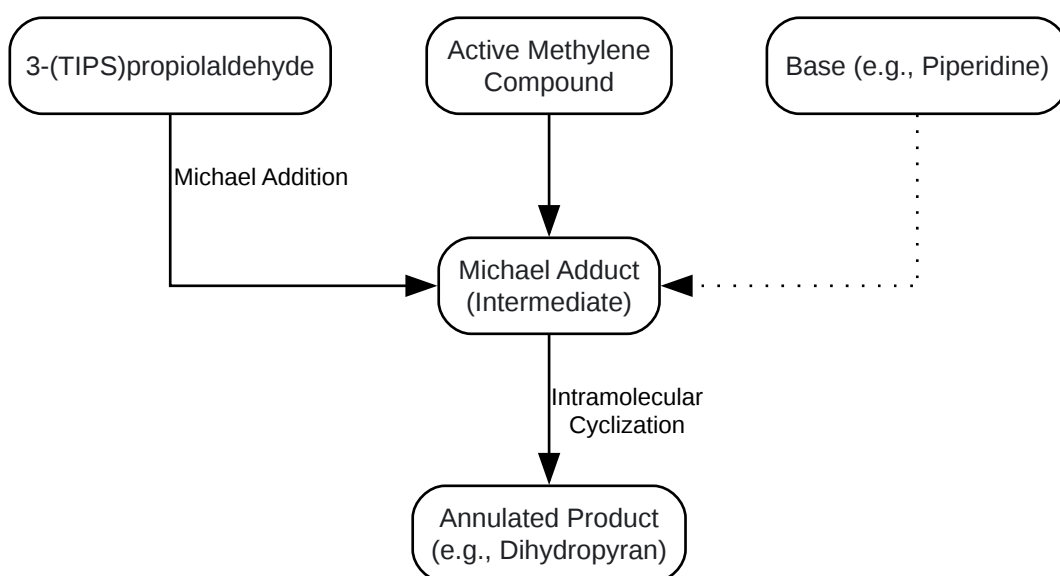 3-(TIPS)propiolaldehyde
Active Methylene
Compound
Base (e.g., Piperidine)
Michael Addition
Michael Adduct
(Intermediate)
Intramolecular
Cyclization
Annulated Product
(e.g., Dihydropyran)